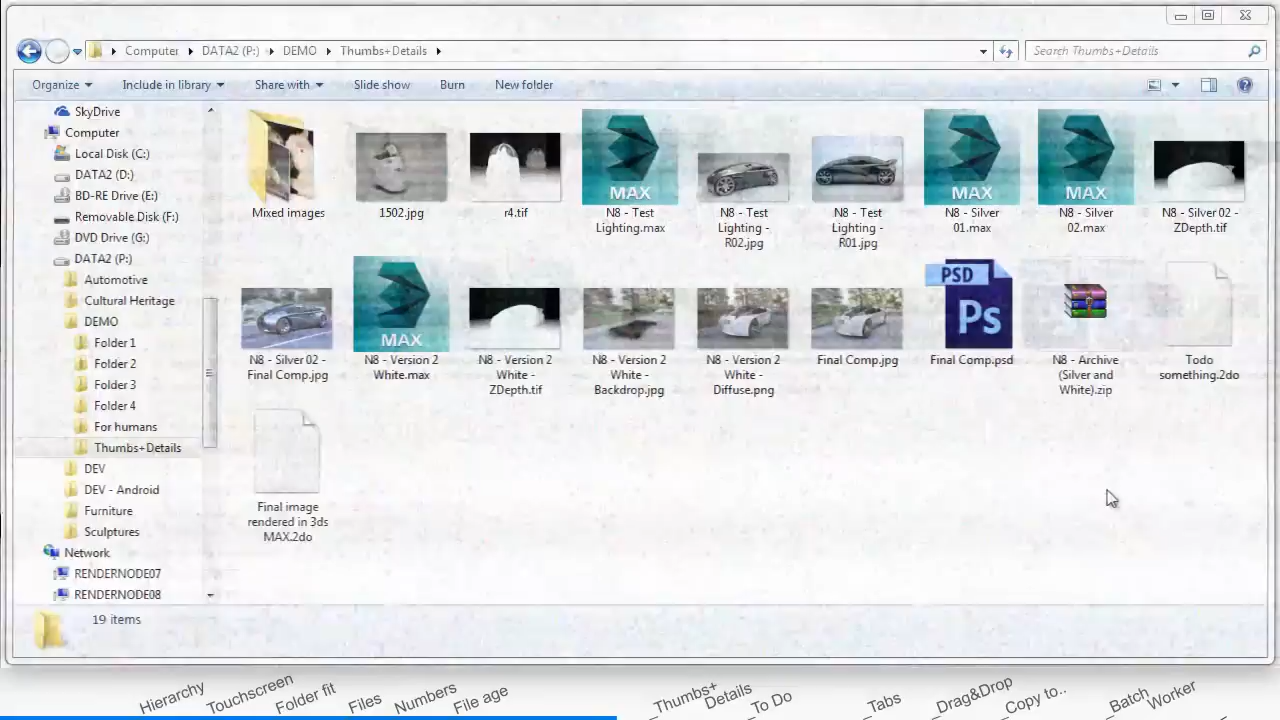 Computer
DATA2 (P:)
DEMO
Thumbs+Details
Search Thumbs+Details
Organize
Include in library
Share with
Slide show
Burn
New folder
SkyDrive
Computer
Local Disk (C:)
DATA2 (D:)
BD-RE Drive (E:)
Removable Disk (F:)
DVD Drive (G:)
DATA2 (P:)
Automotive
Cultural Heritage
DEMO
Folder 1
Folder 2
Folder 3
Folder 4
For humans
Thumbs+Details
DEV
DEV - Android
Furniture
Sculptures
Network
RENDERNODE07
RENDERNODE08
Mixed images
1502.jpg
r4.tif
MAX
N8 - Test
Lighting.max
N8 - Test
Lighting -
R02.jpg
N8 - Test
Lighting -
R01.jpg
MAX
N8 - Silver
01.max
MAX
N8 - Silver
02.max
N8 - Silver 02 -
ZDepth.tif
N8 - Silver 02 -
Final Comp.jpg
MAX
N8 - Version 2
White.max
N8 - Version 2
White -
ZDepth.tif
N8 - Version 2
White -
Backdrop.jpg
N8 - Version 2
White -
Diffuse.png
Final Comp.jpg
PSD
Ps
Final Comp.psd
N8 - Archive
(Silver and
White).zip
Todo
something.2do
Final image
rendered in 3ds
MAX.2do
19 items
Hierarchy
Touchscreen
Folder fit
Files
Numbers
File age
_Thumbs+
Details
_To Do
_Tabs
_Drag&Drop
_Copy to..
_Batch
Worker